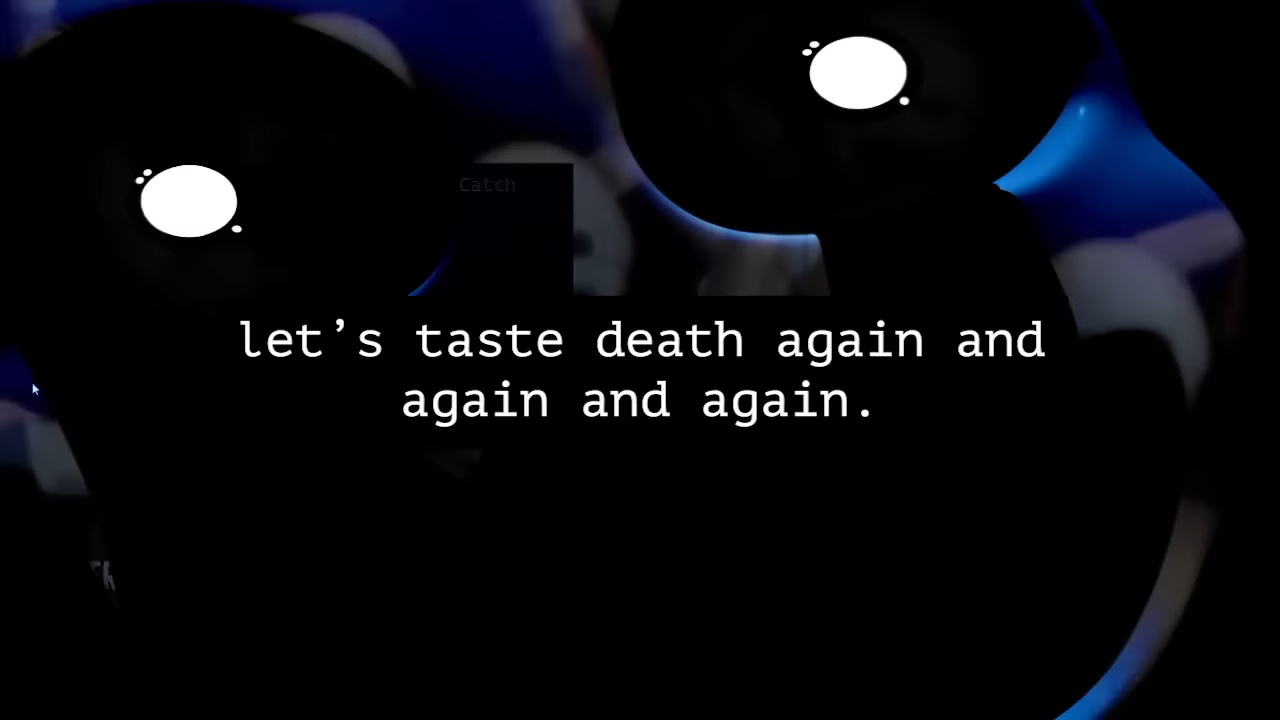 Catch
let’s taste death again and
again and again.